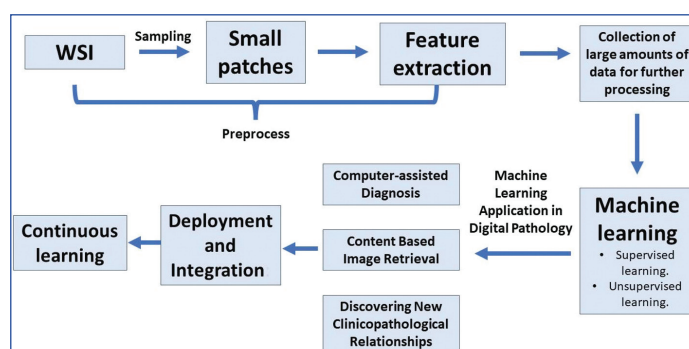 WSI
Sampling
Small
patches
Feature
extraction
Collection of
large amounts of
data for further
processing
Preprocess
Machine
learning
• Supervised
learning.
• Unsupervised
learning.
Machine
Learning
Application in
Digital Pathology
Computer-assisted
Diagnosis
Content Based
Image Retrieval
Discovering New
Clinicopathological
Relationships
Deployment
and
Integration
Continuous
learning